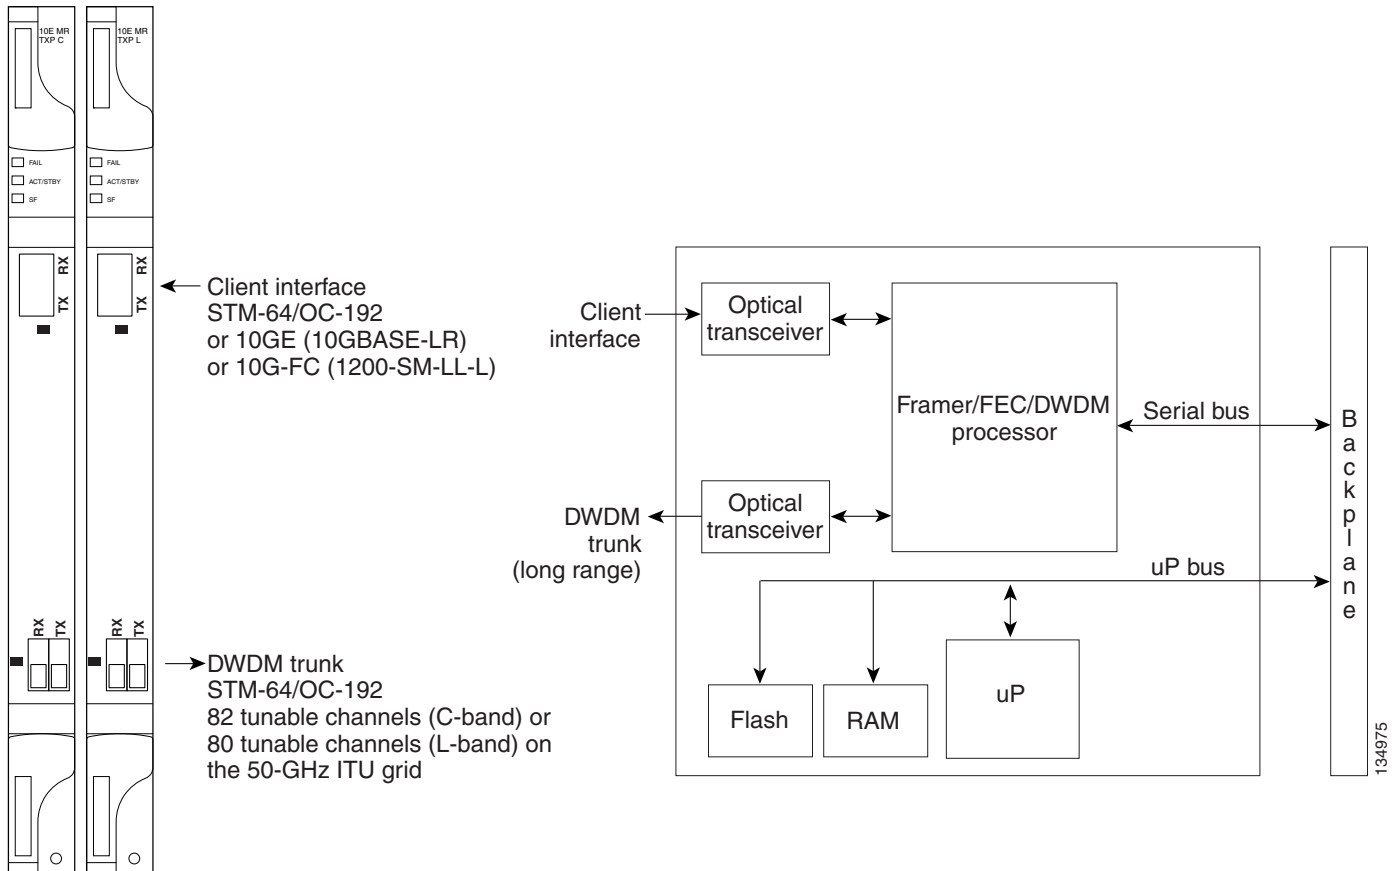 10E MR
TXP C
10E MR
TXP L
FAIL
ACT/STBY
SF
FAIL
ACT/STBY
SF
RX
TX
RX
TX
Client interface
STM-64/OC-192
or 10GE (10GBASE-LR)
or 10G-FC (1200-SM-LL-L)
RX
TX
RX
TX
DWDM trunk
STM-64/OC-192
82 tunable channels (C-band) or
80 tunable channels (L-band) on
the 50-GHz ITU grid
Client
interface
Optical
transceiver
Framer/FEC/DWDM
processor
Serial bus
DWDM
trunk
(long range)
Optical
transceiver
uP bus
Flash
RAM
uP
Backplane
134975